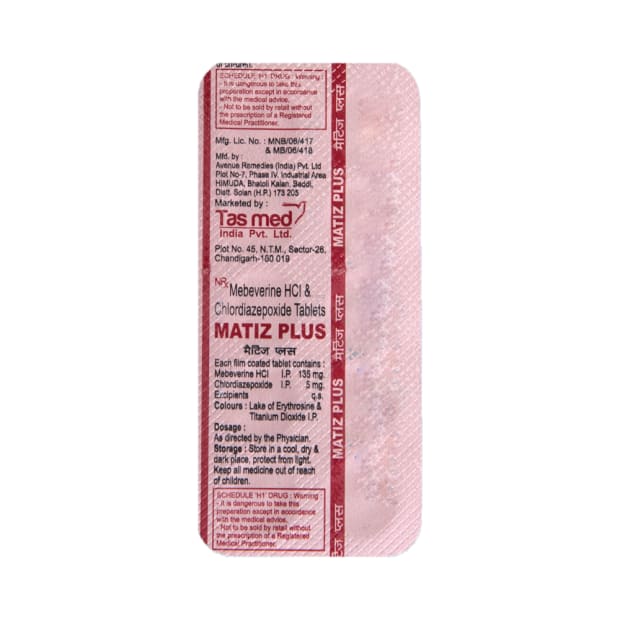 SCHEDULE 'H1' DRUG : Warning :
- It is dangerous to take this
preparation except in accordance
with the medical advice.
- Not to be sold by retail without
the prescription of a Registered
Medical Practitioner.
Mfg. Lic. No. : MNB/06/417
& MB/06/418
Mfd. by :
Avenue Remedies (India) Pvt. Ltd
Plot No-7, Phase IV, Industrial Area
HIMUDA, Bhatoli Kalan, Baddi,
Distt. Solan (H.P.) 173 205
Marketed by :
Tas med
India Pvt. Ltd.
Plot No. 45, N.T.M., Sector-28,
Chandigarh-160 019
NRx Mebeverine HCl &
Chlordiazepoxide Tablets
MATIZ PLUS
मैटिज प्लस
Each film coated tablet contains :
Mebeverine HCl I.P. 135 mg.
Chlordiazepoxide I.P. 5 mg.
Excipients q.s.
Colours : Lake of Erythrosine &
Titanium Dioxide I.P.
Dosage :
As directed by the Physician.
Storage : Store in a cool, dry &
dark place, protect from light.
Keep all medicine out of reach
of children.
SCHEDULE 'H1' DRUG : Warning
- It is dangerous to take this
preparation except in accordance
with the medical advice.
- Not to be sold by retail without
the prescription of a Registered
Medical Practitioner.
मैटिज प्लस
MATIZ PLUS
मैटिज प्लस
MATIZ PLUS
मैटिज प्लस